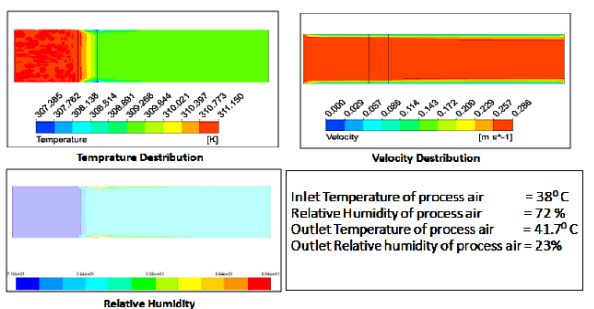 307.385
307.762
308.138
308.514
308.891
309.268
309.644
310.021
310.397
310.773
311.150
Temperature
[K]
Temprature Destribution
0.000
0.029
0.057
0.086
0.114
0.143
0.172
0.200
0.229
0.257
0.286
Velocity
[m s^-1]
Velocity Destribution
Inlet Temperature of process air = 38⁰ C
Relative Humidity of process air = 72 %
Outlet Temperature of process air = 41.7⁰ C
Outlet Relative humidity of process air = 23%
Relative Humidity